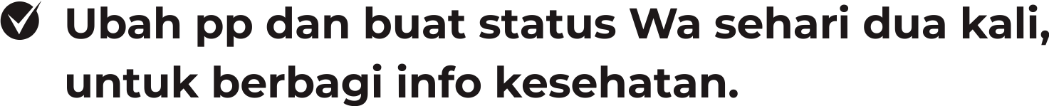 Ubah pp dan buat status Wa sehari dua kali,
untuk berbagi info kesehatan.